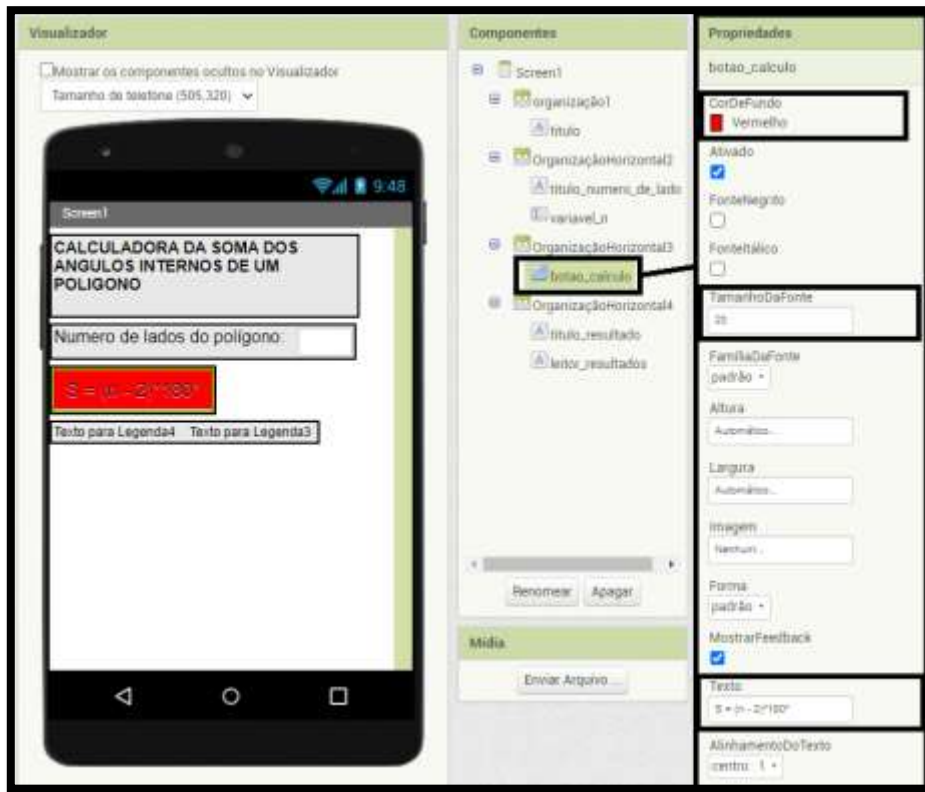 Visualizador
Mostrar os componentes ocultos no Visualizador
Tamanho de telefone (505,320)
9:48
Screen1
CALCULADORA DA SOMA DOS
ANGULOS INTERNOS DE UM
POLIGONO
Numero de lados do polígono:
S = (n - 2)*180°
Texto para Legenda4 Texto para Legenda3
Componentes
Screen1
organização1
titulo
OrganizaçãoHorizontal2
titulo_numero_de_lado
variavel_n
OrganizaçãoHorizontal3
botao_calculo
OrganizaçãoHorizontal4
titulo_resultado
leitor_resultados
Renomear Apagar
Mídia
Enviar Arquivo ...
Propriedades
botao_calculo
CorDeFundo
Vermelho
Ativado
FonteNegrito
FonteItálico
TamanhoDaFonte
FamíliaDaFonte
padrão
Altura
Automático...
Largura
Automático...
Imagem
Nenhum...
Forma
padrão
MostrarFeedback
Texto
S = (n - 2)*180°
AlinhamentoDoTexto
centro : 1